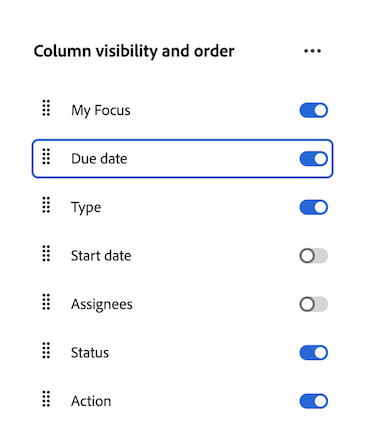 Column visibility and order
My Focus
Due date
Type
Start date
Assignees
Status
Action